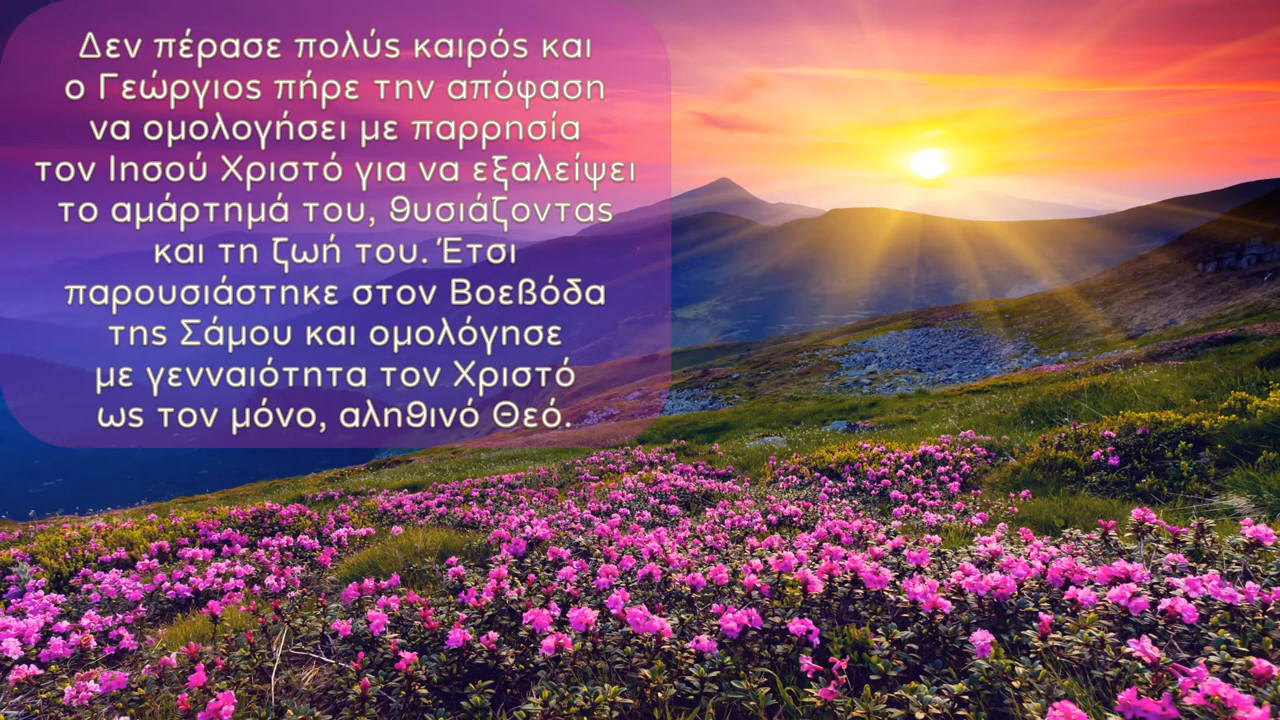 Δεν πέρασε πολύς καιρός και
ο Γεώργιος πήρε την απόφαση
να ομολογήσει με παρρησία
τον Ιησού Χριστό για να εξαλείψει
το αμάρτημά του, θυσιάζοντας
και τη ζωή του. Έτσι
παρουσιάστηκε στον Βοεβόδα
της Σάμου και ομολόγησε
με γενναιότητα τον Χριστό
ως τον μόνο, αληθινό Θεό.